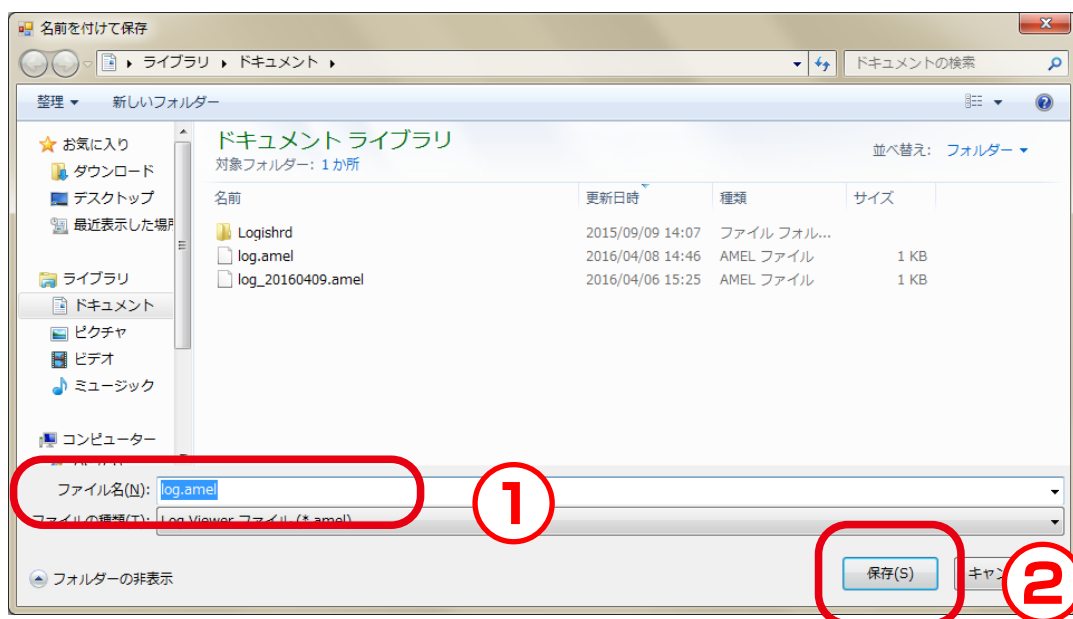 名前を付けて保存
ライブラリ ドキュメント ドキュメントの検索
整理 新しいフォルダー
お気に入り
ダウンロード
デスクトップ
最近表示した場所
ライブラリ
ドキュメント
ピクチャ
ビデオ
ミュージック
コンピューター
ドキュメント ライブラリ
対象フォルダー: 1 か所
並べ替え: フォルダー
名前 更新日時 種類 サイズ
Logishrd 2015/09/09 14:07 ファイル フォル...
log.amel 2016/04/08 14:46 AMEL ファイル 1 KB
log_20160409.amel 2016/04/06 15:25 AMEL ファイル 1 KB
ファイル名(N): log.amel
1
ファイルの種類(T): Log Viewer ファイル (*.amel)
フォルダーの非表示 保存(S) キャン
2